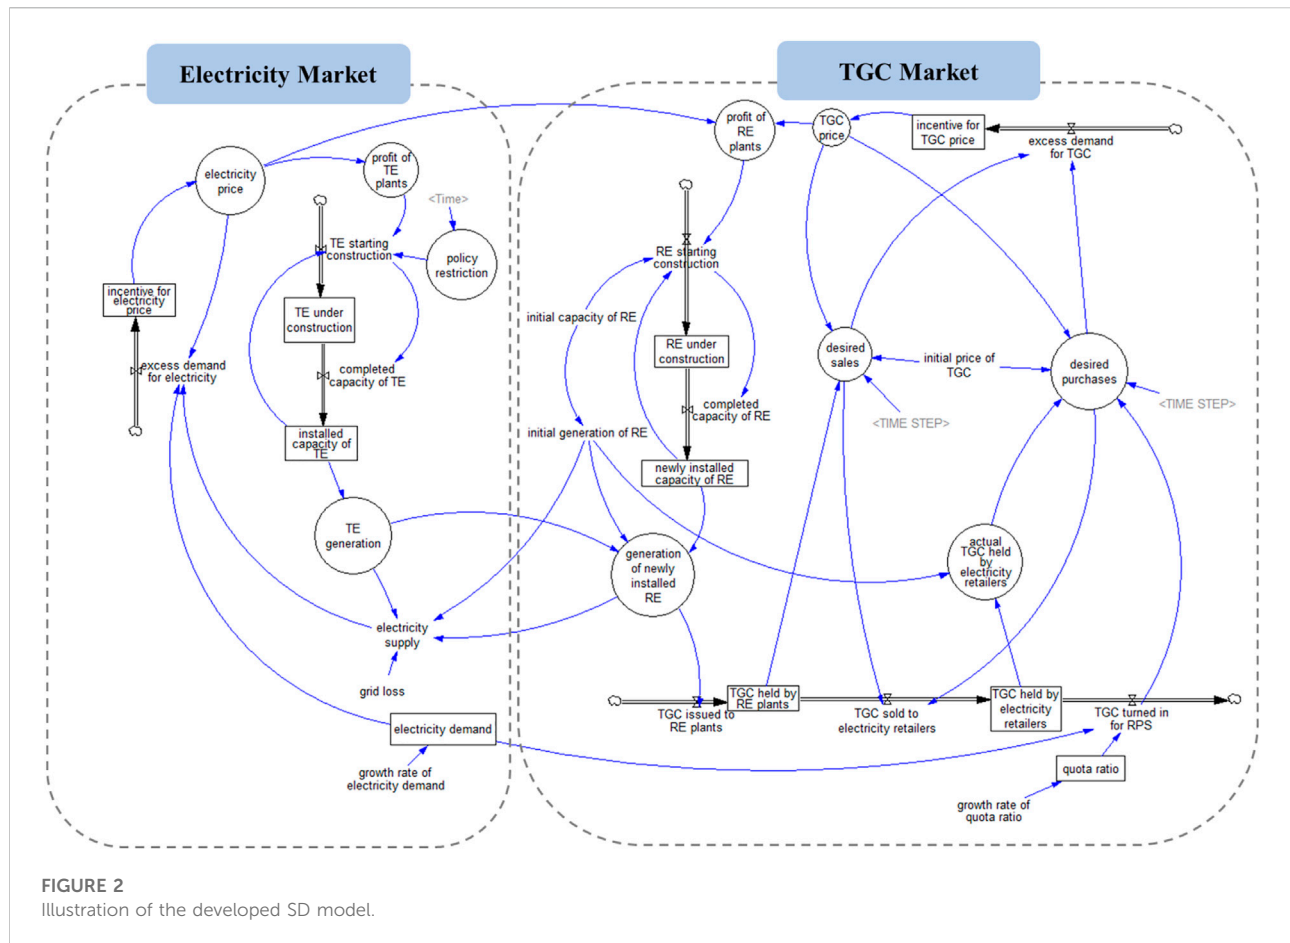 Electricity Market
TGC Market
electricity
price
profit of
TE
plants
<Time>
TE starting
construction
policy
restriction
incentive for
electricity
price
TE under
construction
excess demand
for electricity
completed
capacity of TE
installed
capacity of
TE
TE
generation
electricity
supply
grid loss
electricity demand
growth rate of
electricity demand
profit of
RE
plants
TGC
price
incentive for
TGC price
excess demand
for TGC
RE starting
construction
initial capacity of RE
RE under
construction
desired
sales
initial price of
TGC
desired
purchases
<TIME STEP>
<TIME STEP>
completed
capacity of RE
initial generation of RE
newly installed
capacity of RE
generation
of newly
installed
RE
actual
TGC held
by
electricity
retailers
TGC issued to
RE plants
TGC held by
RE plants
TGC sold to
electricity retailers
TGC held by
electricity
retailers
TGC turned in
for RPS
quota ratio
growth rate of
quota ratio
FIGURE 2
Illustration of the developed SD model.